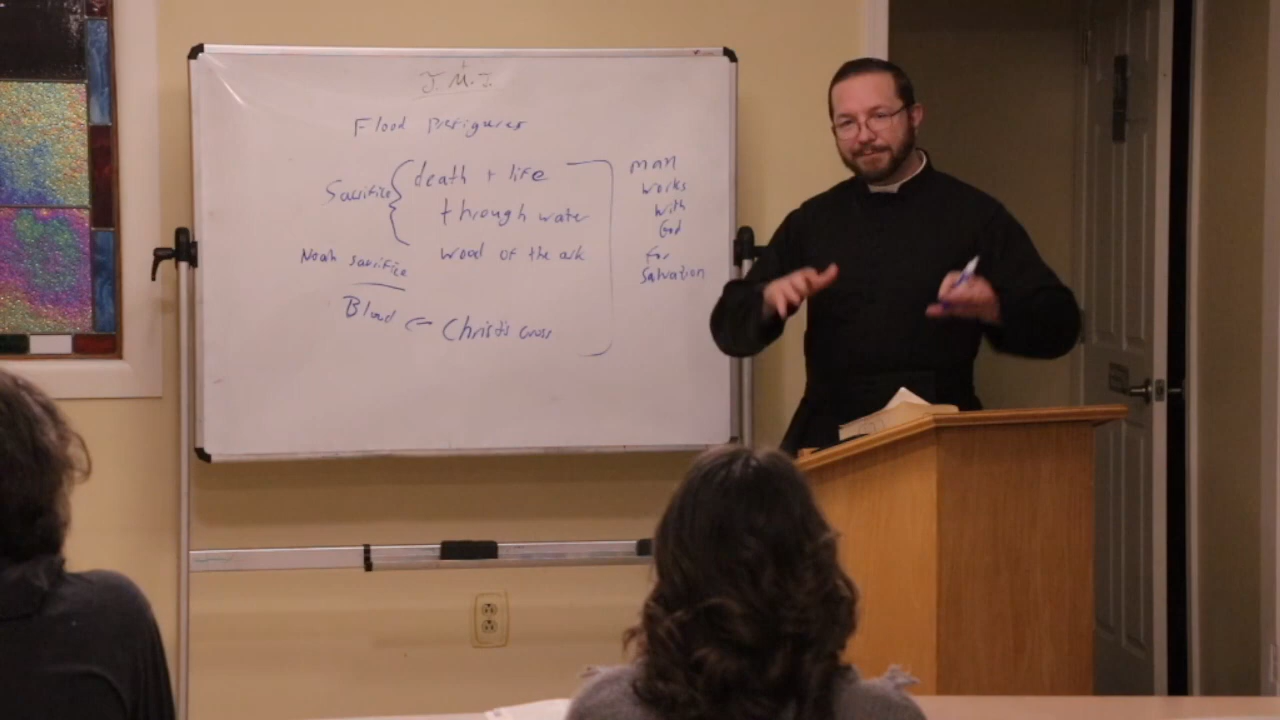 J.M.J.
Flood Prefigures
Sacrifice { death + life
through water
Noah sacrifice
wood of the ark
Blood ← Christ's cross
man
works
with
God
for
Salvation